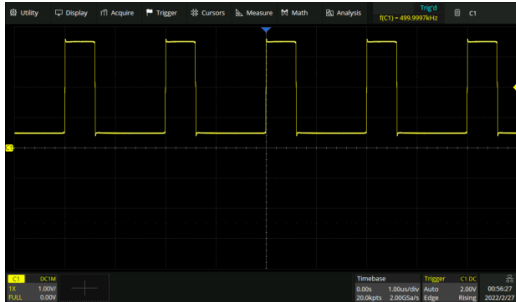 Utility Display Acquire Trigger Cursors Measure Math Analysis
Trig'd
f(C1) = 499.9997kHz
C1
C1
C1 DC1M
1X 1.00V/
FULL 0.00V
Timebase
0.00s 1.00us/div
20.0kpts 2.00GSa/s
Trigger C1 DC
Auto 2.00V
Edge Rising
00:56:27
2022/2/27